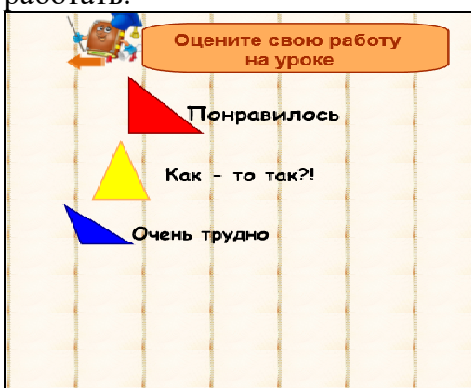 работать.
Оцените свою работу
на уроке
Понравилось
Как - то так?!
Очень трудно